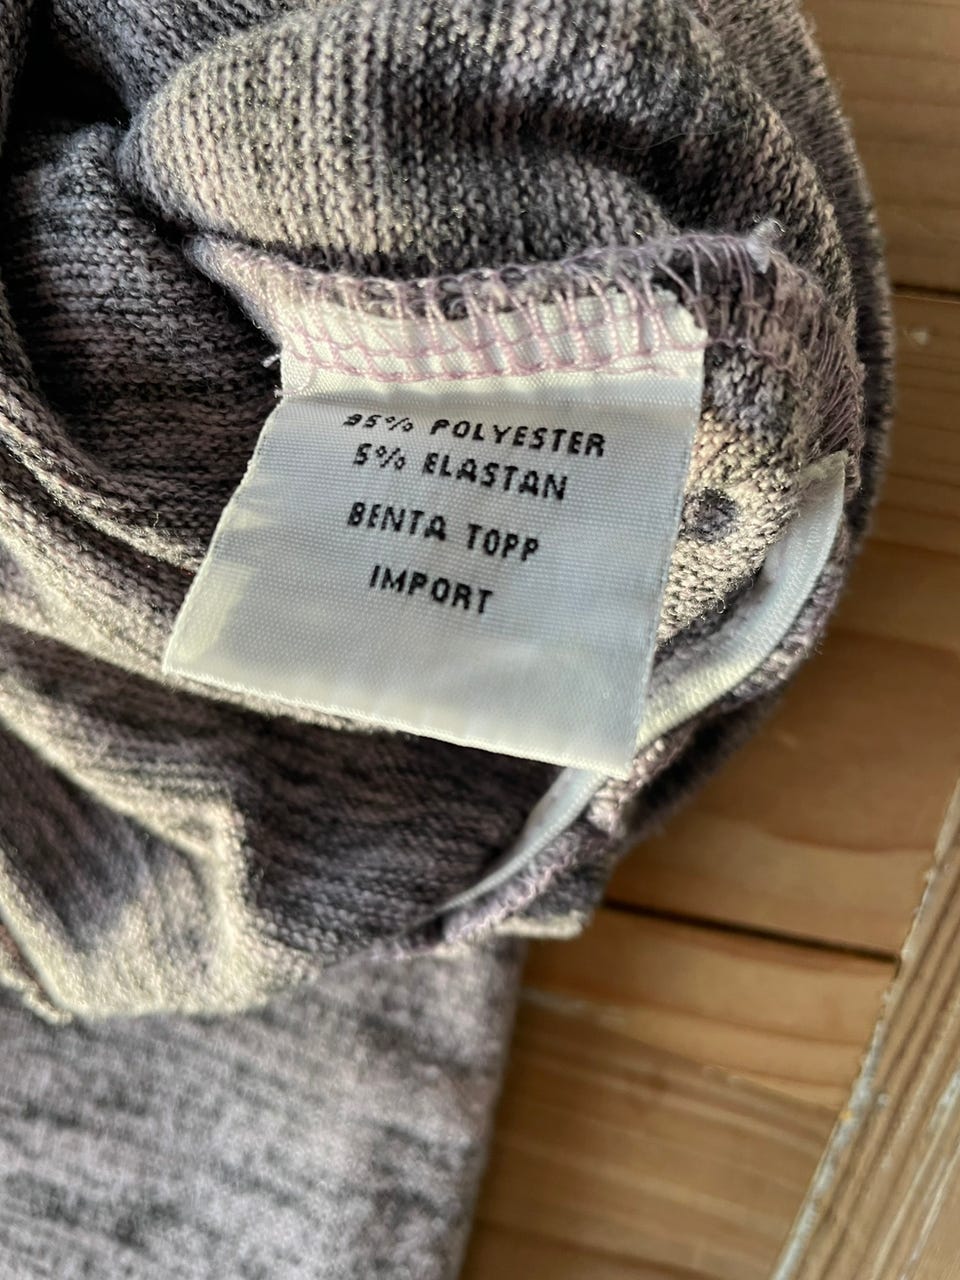 95% POLYESTER
5% ELASTAN
BENTA TOPP
IMPORT